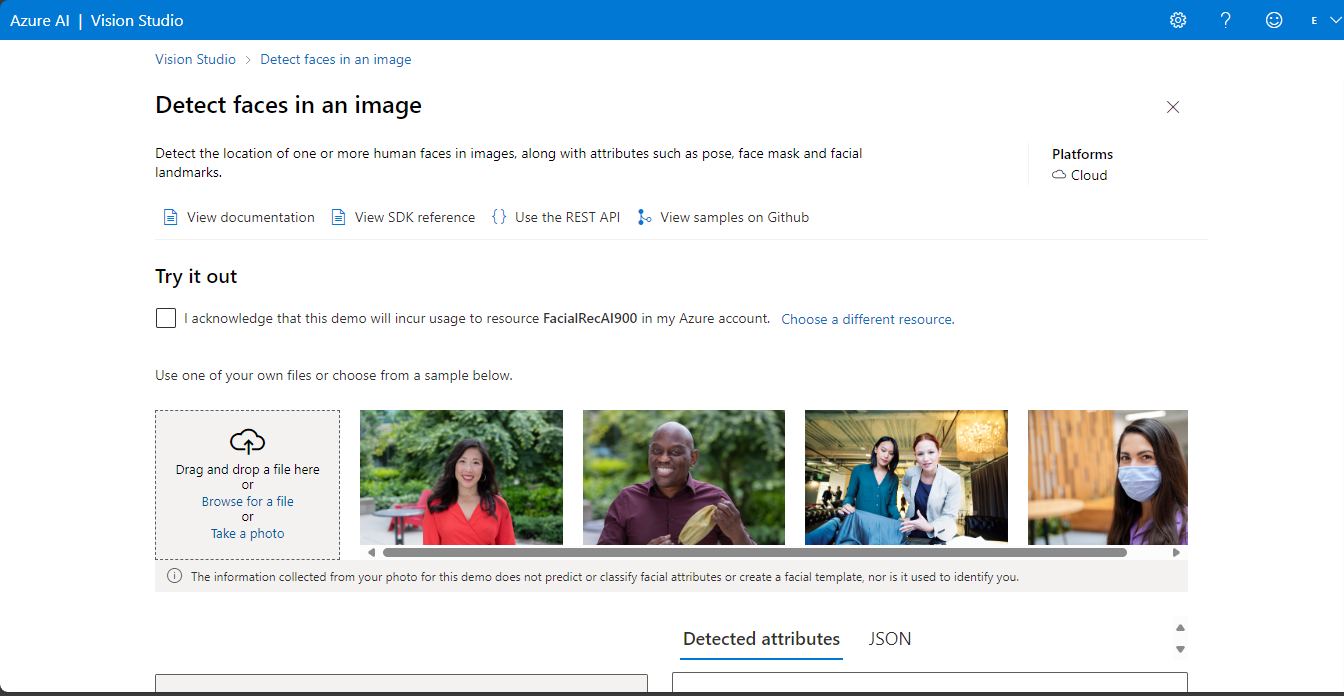 Azure AI | Vision Studio
E
Vision Studio > Detect faces in an image
Detect faces in an image
Detect the location of one or more human faces in images, along with attributes such as pose, face mask and facial
landmarks.
Platforms
Cloud
View documentation View SDK reference {} Use the REST API View samples on Github
Try it out
I acknowledge that this demo will incur usage to resource FacialRecAI900 in my Azure account. Choose a different resource.
Use one of your own files or choose from a sample below.
Drag and drop a file here
or
Browse for a file
or
Take a photo
The information collected from your photo for this demo does not predict or classify facial attributes or create a facial template, nor is it used to identify you.
Detected attributes JSON